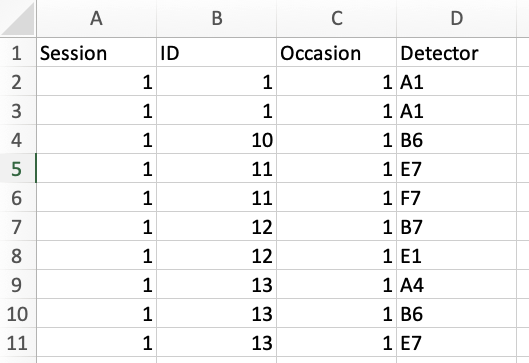 A B C D
1 Session ID Occasion Detector
2 1 1 1 A1
3 1 1 1 A1
4 1 10 1 B6
5 1 11 1 E7
6 1 11 1 F7
7 1 12 1 B7
8 1 12 1 E1
9 1 13 1 A4
10 1 13 1 B6
11 1 13 1 E7